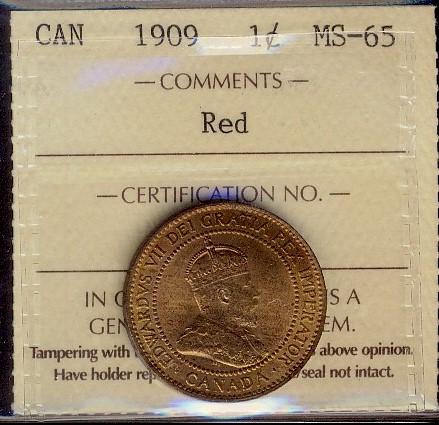 CAN 1909 1¢ MS-65
— COMMENTS —
Red
— CERTIFICATION NO. —
EDWARDVS VII DEI GRATIA REX IMPERATOR
CANADA
IN S A
GEN EM.
Tampering with above opinion.
Have holder seal not intact.